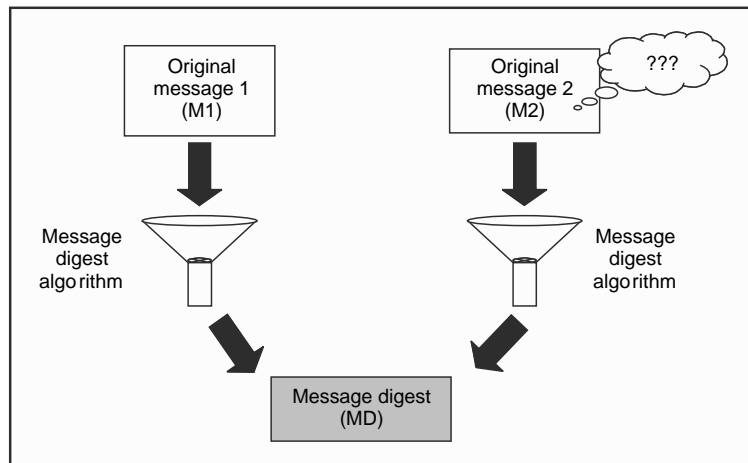 Original
message 1
(M1)
Original
message 2
(M2)
???
Message
digest
algorithm
Message
digest
algorithm
Message digest
(MD)